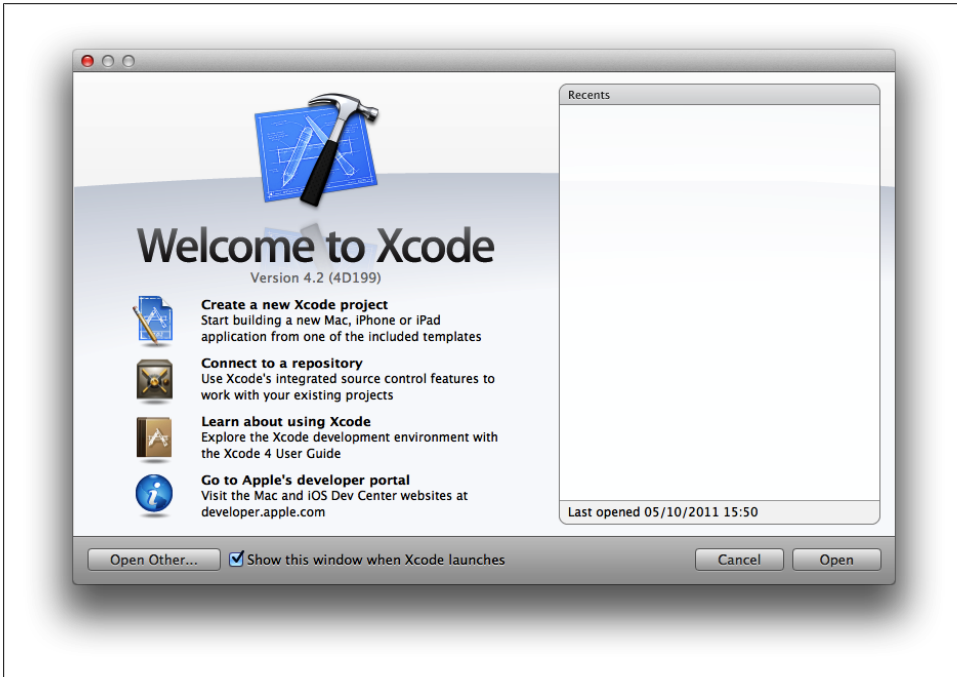 Welcome to Xcode
Version 4.2 (4D199)
Create a new Xcode project
Start building a new Mac, iPhone or iPad
application from one of the included templates
Connect to a repository
Use Xcode's integrated source control features to
work with your existing projects
Learn about using Xcode
Explore the Xcode development environment with
the Xcode 4 User Guide
Go to Apple's developer portal
Visit the Mac and iOS Dev Center websites at
developer.apple.com
Recents
Last opened 05/10/2011 15:50
Open Other...
Show this window when Xcode launches
Cancel
Open